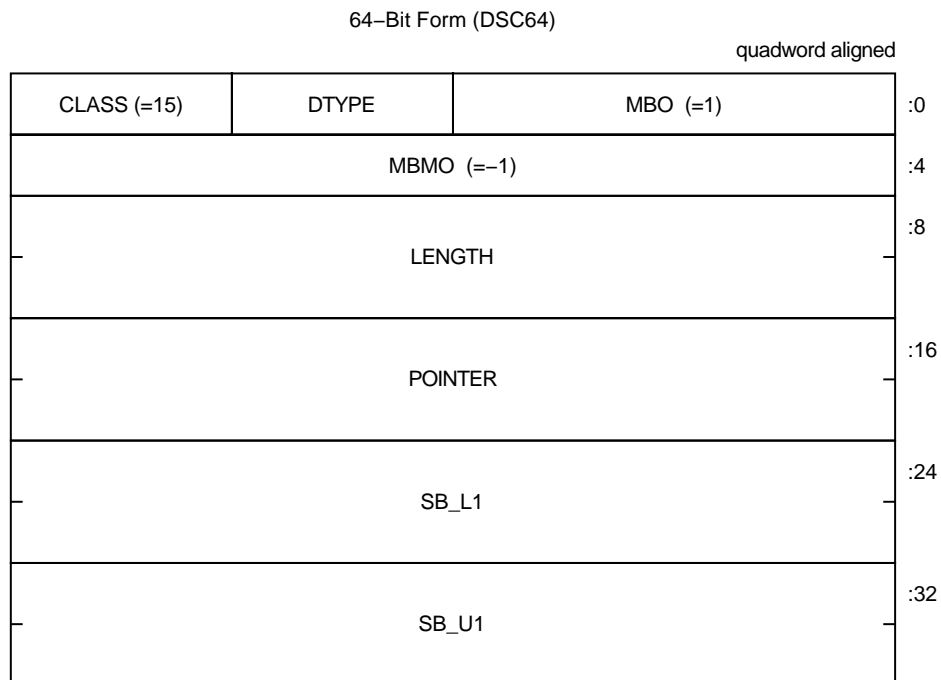 64–Bit Form (DSC64)
quadword aligned
CLASS (=15) DTYPE MBO (=1) :0
MBMO (=–1) :4
:8
LENGTH
:16
POINTER
:24
SB_L1
:32
SB_U1